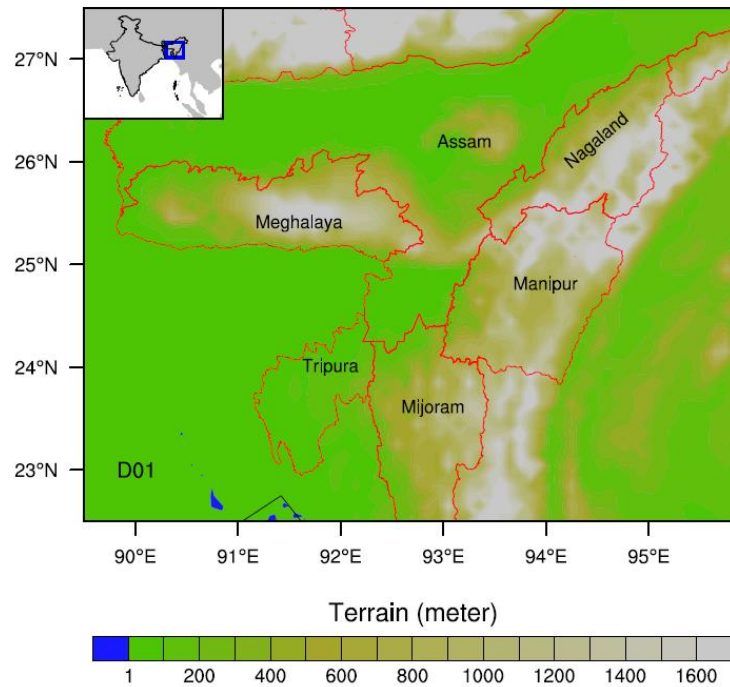 27°N
26°N
25°N
24°N
23°N
Assam
Nagaland
Meghalaya
Manipur
Tripura
Mijoram
D01
90°E 91°E 92°E 93°E 94°E 95°E
Terrain (meter)
1 200 400 600 800 1000 1200 1400 1600